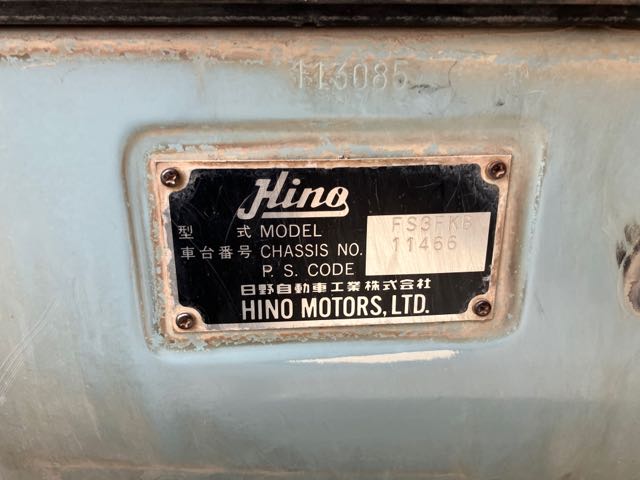 113085
Hino
型 式 MODEL FS3FKB
車台番号 CHASSIS NO. 11466
P. S. CODE
日野自動車工業株式会社
HINO MOTORS, LTD.